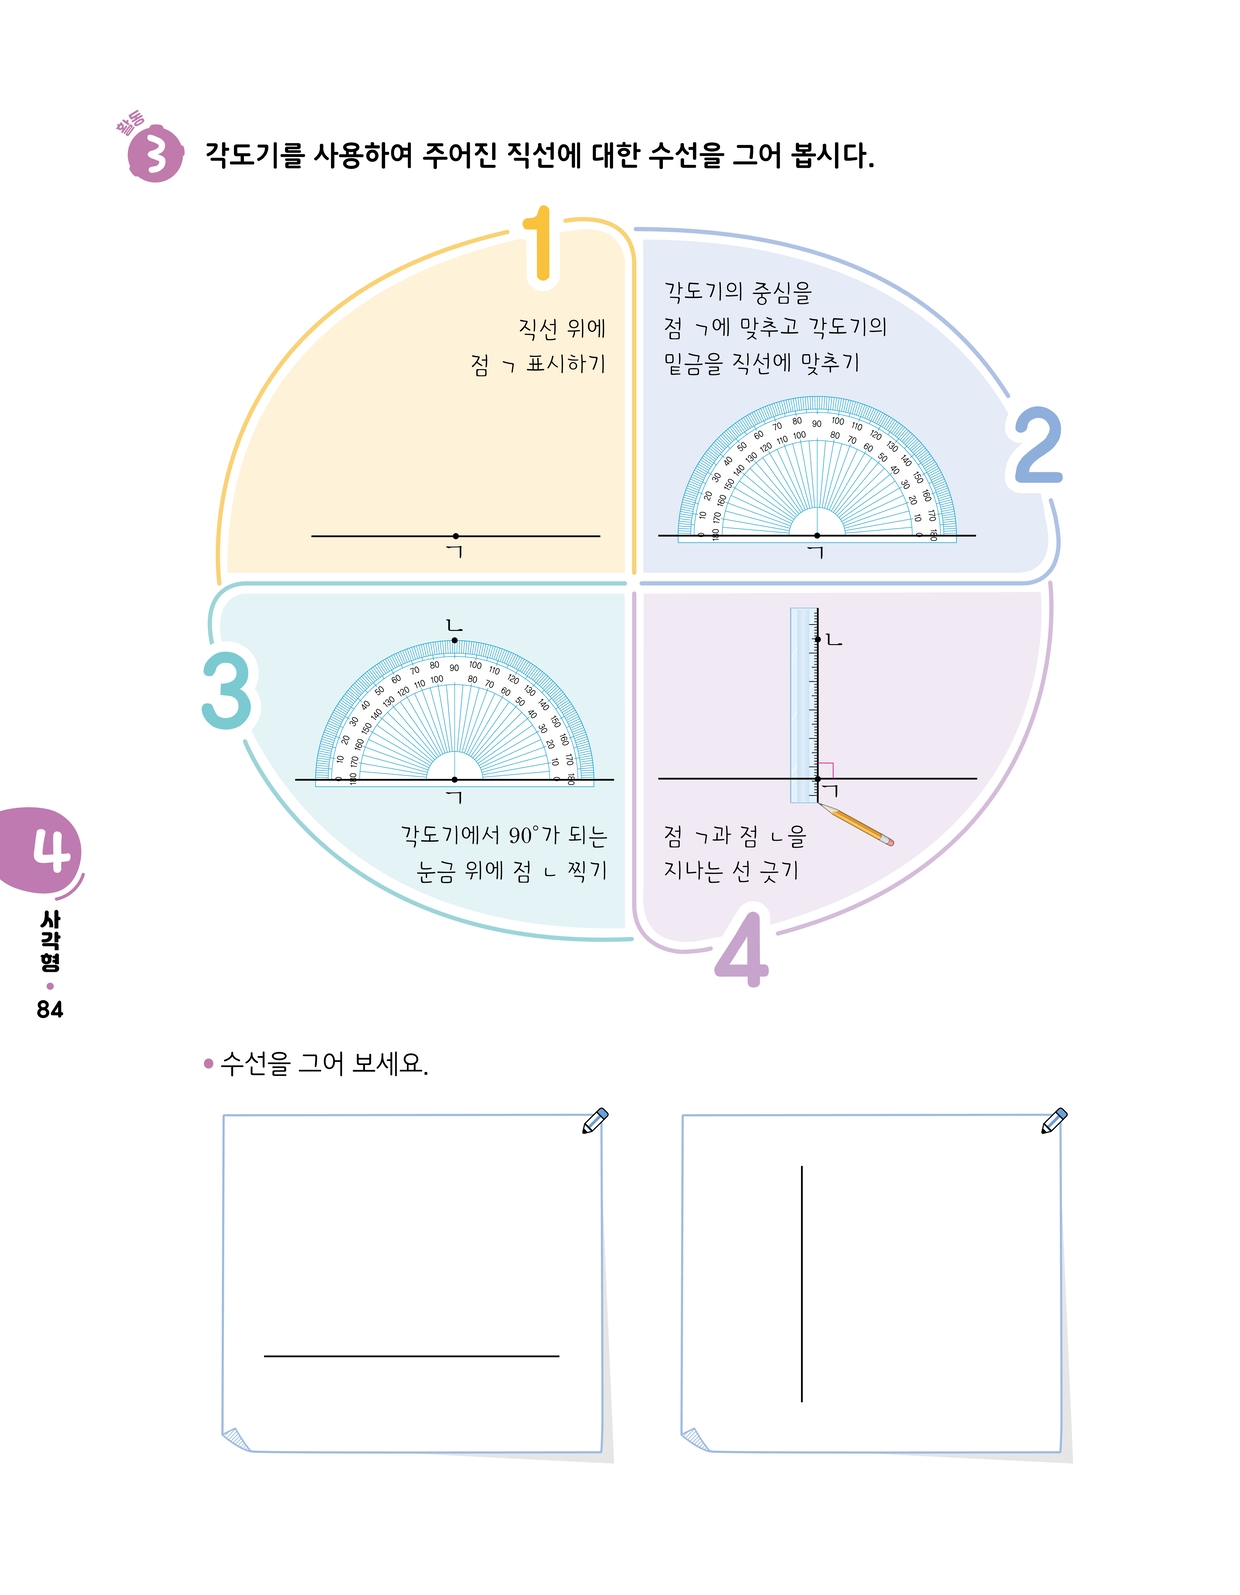 활동
3
각도기를 사용하여 주어진 직선에 대한 수선을 그어 봅시다.
1
직선 위에
점 ㄱ 표시하기
ㄱ
2
각도기의 중심을
점 ㄱ에 맞추고 각도기의
밑금을 직선에 맞추기
0 10 20 30 40 50 60 70 80 90 100 110 120 130 140 150 160 170 180
180 170 160 150 140 130 120 110 100 80 70 60 50 40 30 20 10 0
ㄱ
3
ㄴ
0 10 20 30 40 50 60 70 80 90 100 110 120 130 140 150 160 170 180
180 170 160 150 140 130 120 110 100 80 70 60 50 40 30 20 10 0
ㄱ
각도기에서 90°가 되는
눈금 위에 점 ㄴ 찍기
ㄴ
ㄱ
점 ㄱ과 점 ㄴ을
지나는 선 긋기
4
4
사각형
84
수선을 그어 보세요.